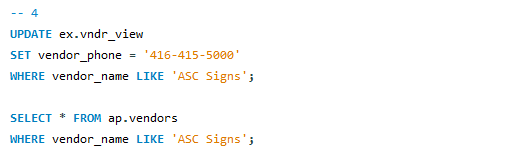 -- 4
UPDATE ex.vndr_view
SET vendor_phone = '416-415-5000'
WHERE vendor_name LIKE 'ASC Signs';
SELECT * FROM ap.vendors
WHERE vendor_name LIKE 'ASC Signs';